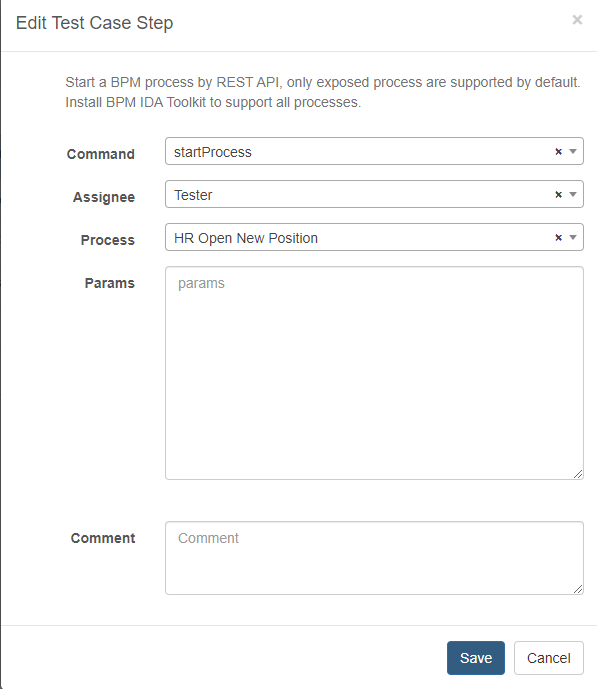 Edit Test Case Step ×
Start a BPM process by REST API, only exposed process are supported by default.
Install BPM IDA Toolkit to support all processes.
Command startProcess ×
Assignee Tester ×
Process HR Open New Position ×
Params params
Comment Comment
Save Cancel